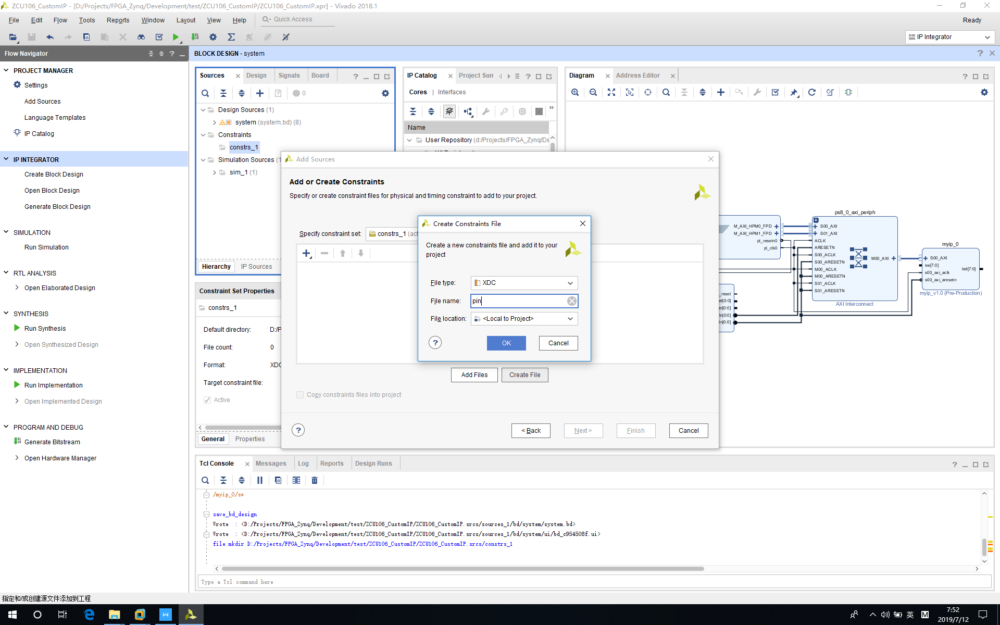 ZCU106_CustomIP - [D:/Projects/FPGA_Zynq/Development/test/ZCU106_CustomIP/ZCU106_CustomIP.xpr] - Vivado 2018.1
File Edit Flow Tools Reports Window Layout View Help Quick Access Ready
IP Integrator
Flow Navigator
BLOCK DESIGN - system
PROJECT MANAGER
Settings
Add Sources
Language Templates
IP Catalog
IP INTEGRATOR
Create Block Design
Open Block Design
Generate Block Design
SIMULATION
Run Simulation
RTL ANALYSIS
Open Elaborated Design
SYNTHESIS
Run Synthesis
Open Synthesized Design
IMPLEMENTATION
Run Implementation
Open Implemented Design
PROGRAM AND DEBUG
Generate Bitstream
Open Hardware Manager
Sources Design Signals Board
0
Design Sources (1)
system (system.bd) (8)
Constraints
constrs_1
Simulation Sources (1
sim_1 (1)
Hierarchy IP Sources
Constraint Set Properties
constrs_1
Default directory: D:/P
File count: 0
Format: XDC
Target constraint file:
Active
General Properties
IP Catalog Project Sum
Cores | Interfaces
Name
User Repository (d:/Projects/FPGA_Zynq/De
Diagram Address Editor
ps8_0_axi_periph
M_AXI_HPM0_FPD
M_AXI_HPM1_FPD
pl_resetn0
pl_clk0
S00_AXI
S01_AXI
ACLK
ARESETN
S00_ACLK
S00_ARESETN
M00_ACLK
M00_ARESETN
S01_ACLK
S01_ARESETN
M00_AXI
AXI Interconnect
myip_0
S00_AXI
sw[7:0]
s00_axi_aclk
s00_axi_aresetn
led[7:0]
myip_v1.0 (Pre-Production)
_reset
et[0:0]
et[0:0]
tn[0:0]
tn[0:0]
Add Sources
Add or Create Constraints
Specify or create constraint files for physical and timing constraint to add to your project.
Specify constraint set: constrs_1 (act
Add Files Create File
Copy constraints files into project
< Back Next > Finish Cancel
Create Constraints File
Create a new constraints file and add it to your
project
File type: XDC
File name: pin
File location: <Local to Project>
OK Cancel
Tcl Console Messages Log Reports Design Runs
/myip_0/sw
save_bd_design
Wrote : <D:/Projects/FPGA_Zynq/Development/test/ZCU106_CustomIP/ZCU106_CustomIP.srcs/sources_1/bd/system/system.bd>
Wrote : <D:/Projects/FPGA_Zynq/Development/test/ZCU106_CustomIP/ZCU106_CustomIP.srcs/sources_1/bd/system/ui/bd_c954508f.ui>
file mkdir D:/Projects/FPGA_Zynq/Development/test/ZCU106_CustomIP/ZCU106_CustomIP.srcs/constrs_1
Type a Tcl command here
指定和/或创建源文件添加到工程
英 M
7:52
2019/7/12